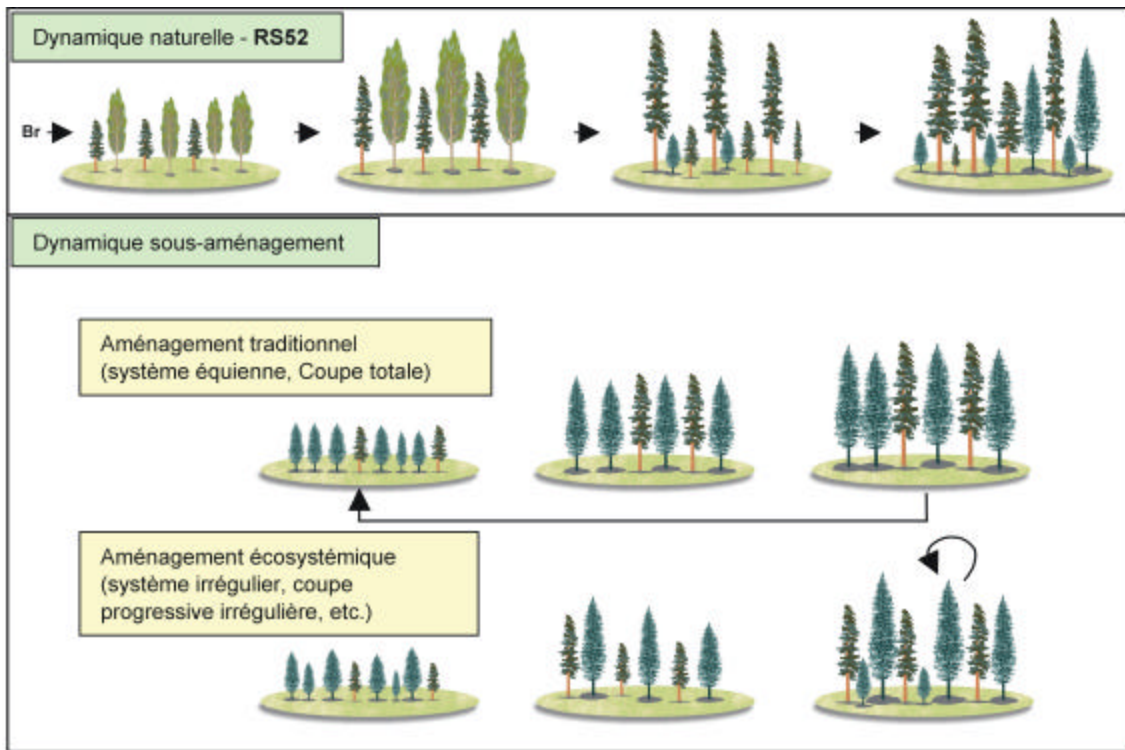 Dynamique naturelle - RS52
Br
Dynamique sous-aménagement
Aménagement traditionnel
(système équienne, Coupe totale)
Aménagement écosystémique
(système irrégulier, coupe
progressive irrégulière, etc.)